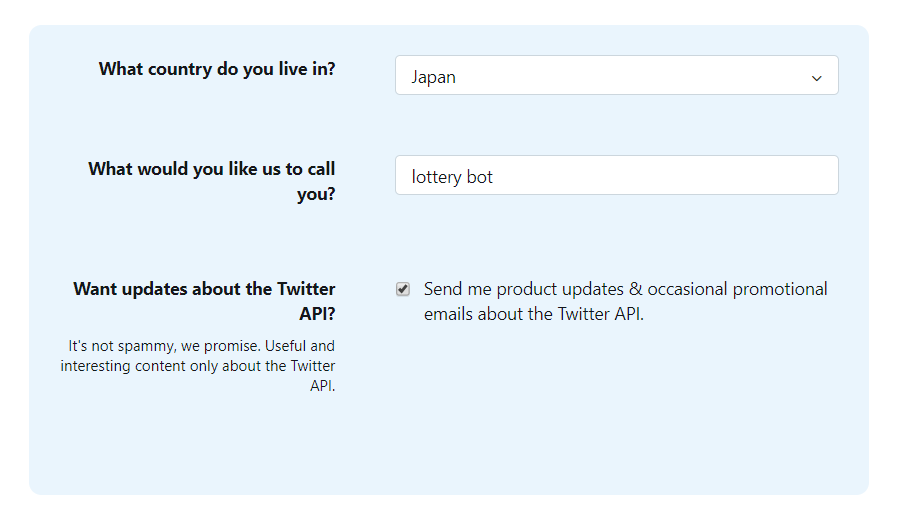 What country do you live in?
Japan
What would you like us to call
you?
lottery bot
Want updates about the Twitter
API?
It's not spammy, we promise. Useful and
interesting content only about the Twitter
API.
Send me product updates & occasional promotional
emails about the Twitter API.